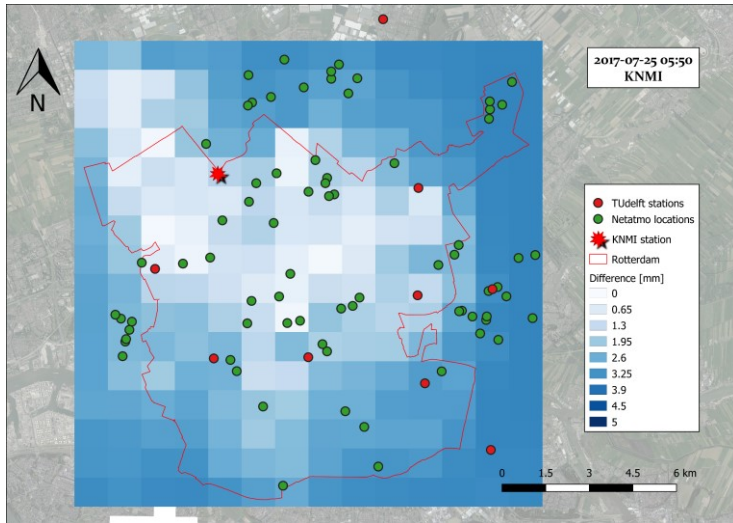 2017-07-25 05:50
KNMI
N
TUdelft stations
Netatmo locations
KNMI station
Rotterdam
Difference [mm]
0
0.65
1.3
1.95
2.6
3.25
3.9
4.5
5
0 1.5 3 4.5 6 km